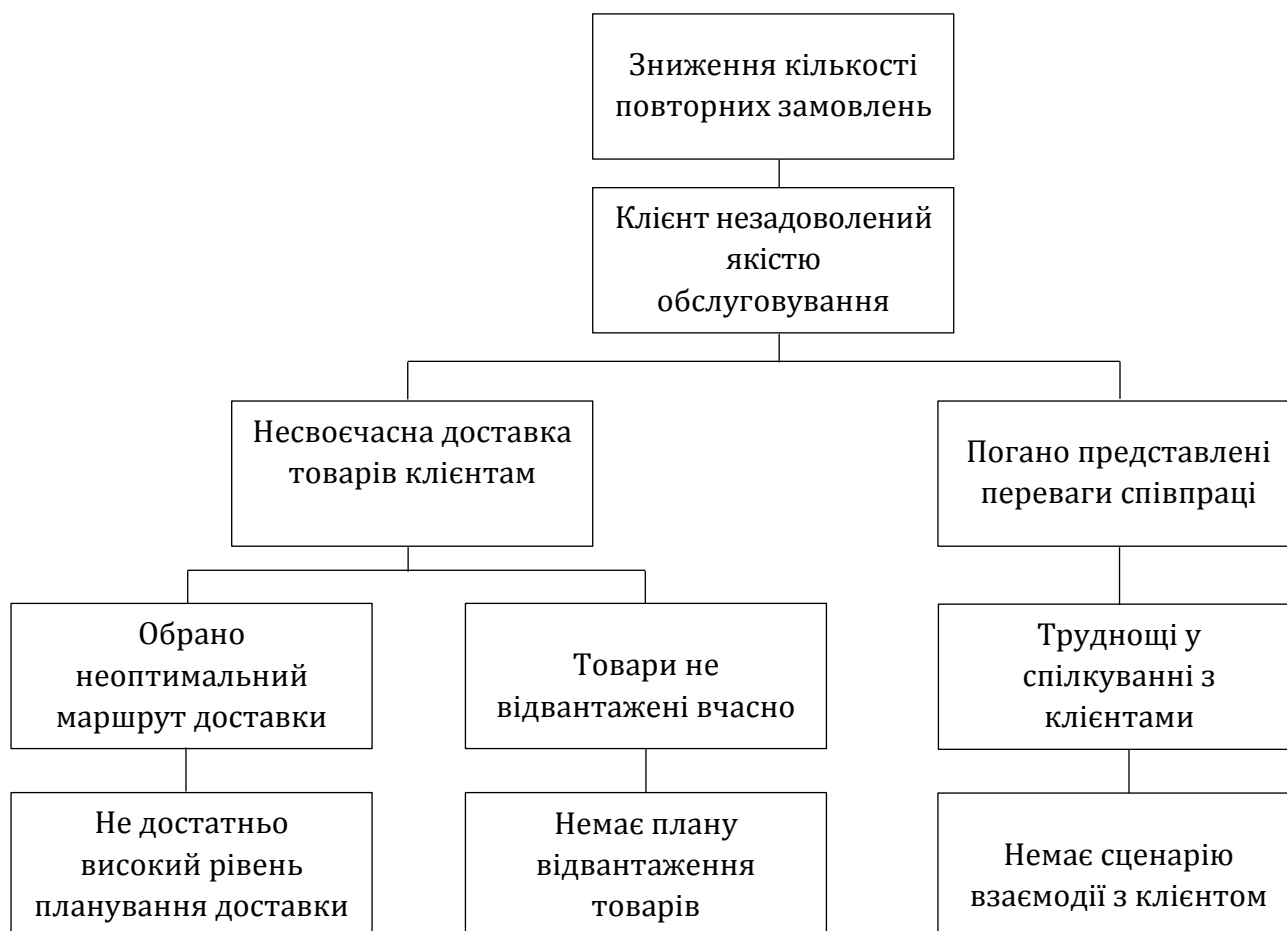 Зниження кількості
повторних замовлень
Клієнт незадоволений
якістю
обслуговування
Несвоєчасна доставка
товарів клієнтам
Погано представлені
переваги співпраці
Обрано
неоптимальний
маршрут доставки
Товари не
відвантажені вчасно
Труднощі у
спілкуванні з
клієнтами
Не достатньо
високий рівень
планування доставки
Немає плану
відвантаження
товарів
Немає сценарію
взаємодії з клієнтом